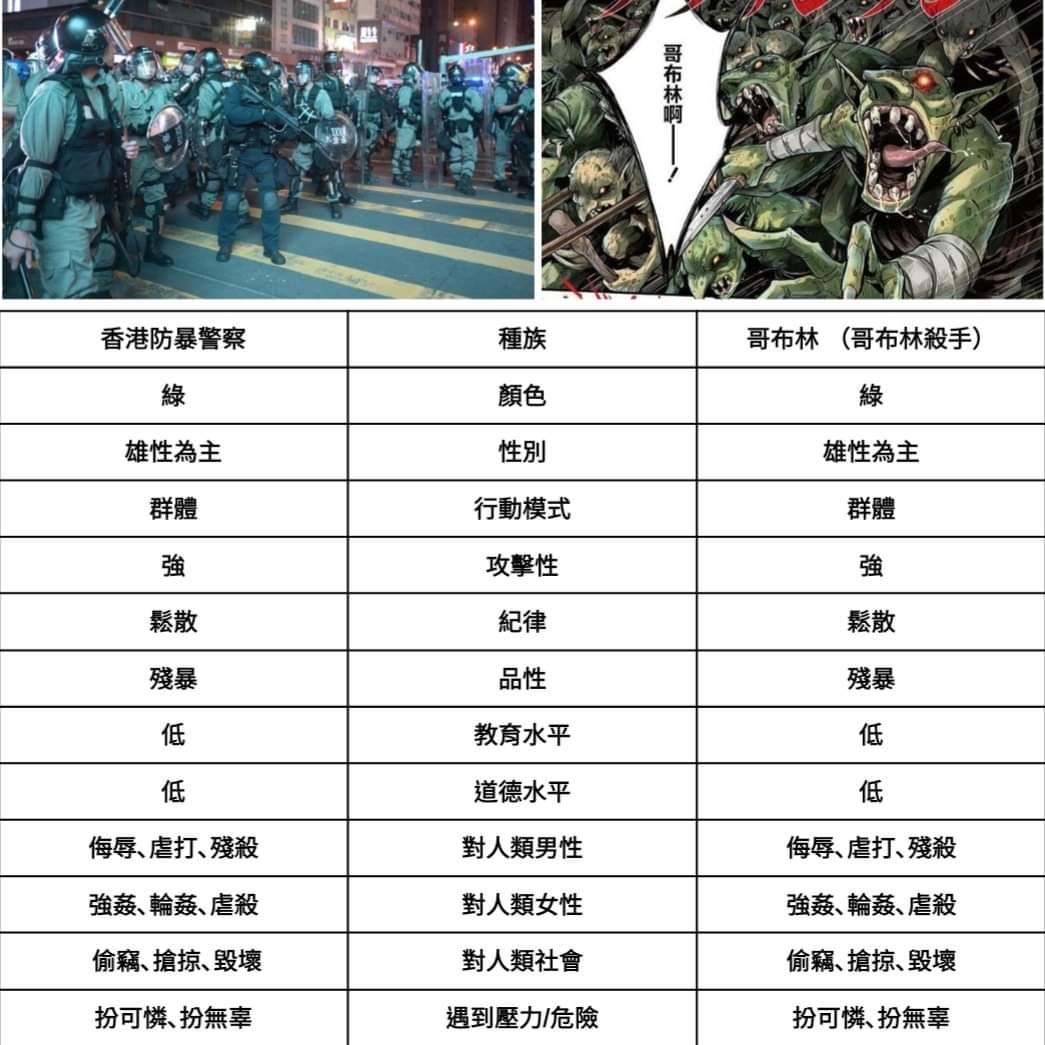 哥布林啊——！
香港防暴警察 種族 哥布林 （哥布林殺手）
綠 顏色 綠
雄性為主 性別 雄性為主
群體 行動模式 群體
強 攻擊性 強
鬆散 紀律 鬆散
殘暴 品性 殘暴
低 教育水平 低
低 道德水平 低
侮辱、虐打、殘殺 對人類男性 侮辱、虐打、殘殺
強姦、輪姦、虐殺 對人類女性 強姦、輪姦、虐殺
偷竊、搶掠、毀壞 對人類社會 偷竊、搶掠、毀壞
扮可憐、扮無辜 遇到壓力/危險 扮可憐、扮無辜